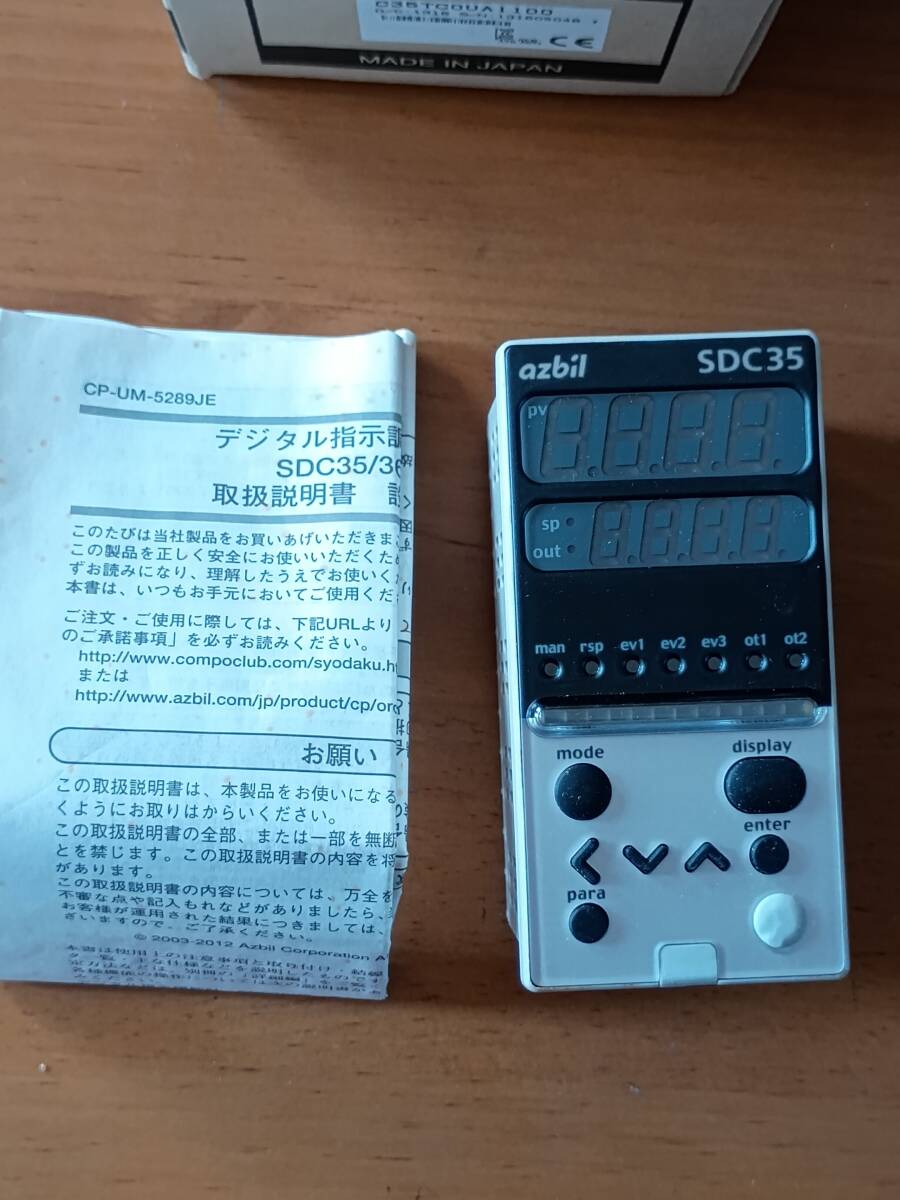 C35TC0UA1100
MADE IN JAPAN
CP-UM-5289JE
デジタル指示調
SDC35/36
取扱説明書
このたびは当社製品をお買いあげいただきま
この製品を正しく安全にお使いいただくため
ずお読みになり、理解したうえでお使いく
本書は、いつもお手元においてご使用くだ
ご注文・ご使用に際しては、下記URLより
のご承諾事項」を必ずお読みください。
http://www.compoclub.com/syodaku.h
または
http://www.azbil.com/jp/product/cp/or
お願い
この取扱説明書は、本製品をお使いになる
くようにお取りはからいください。
この取扱説明書の全部、または一部を無断
とを禁じます。この取扱説明書の内容を将
があります。
この取扱説明書の内容については、万全を
不審な点や記入もれなどがありましたら、
お客様が運用された結果につきましては、
さいますので、ご了承ください。
© 2003-2012 Azbil Corporation A
azbil SDC35
pv
sp
out
man rsp ev1 ev2 ev3 ot1 ot2
mode display
enter
para